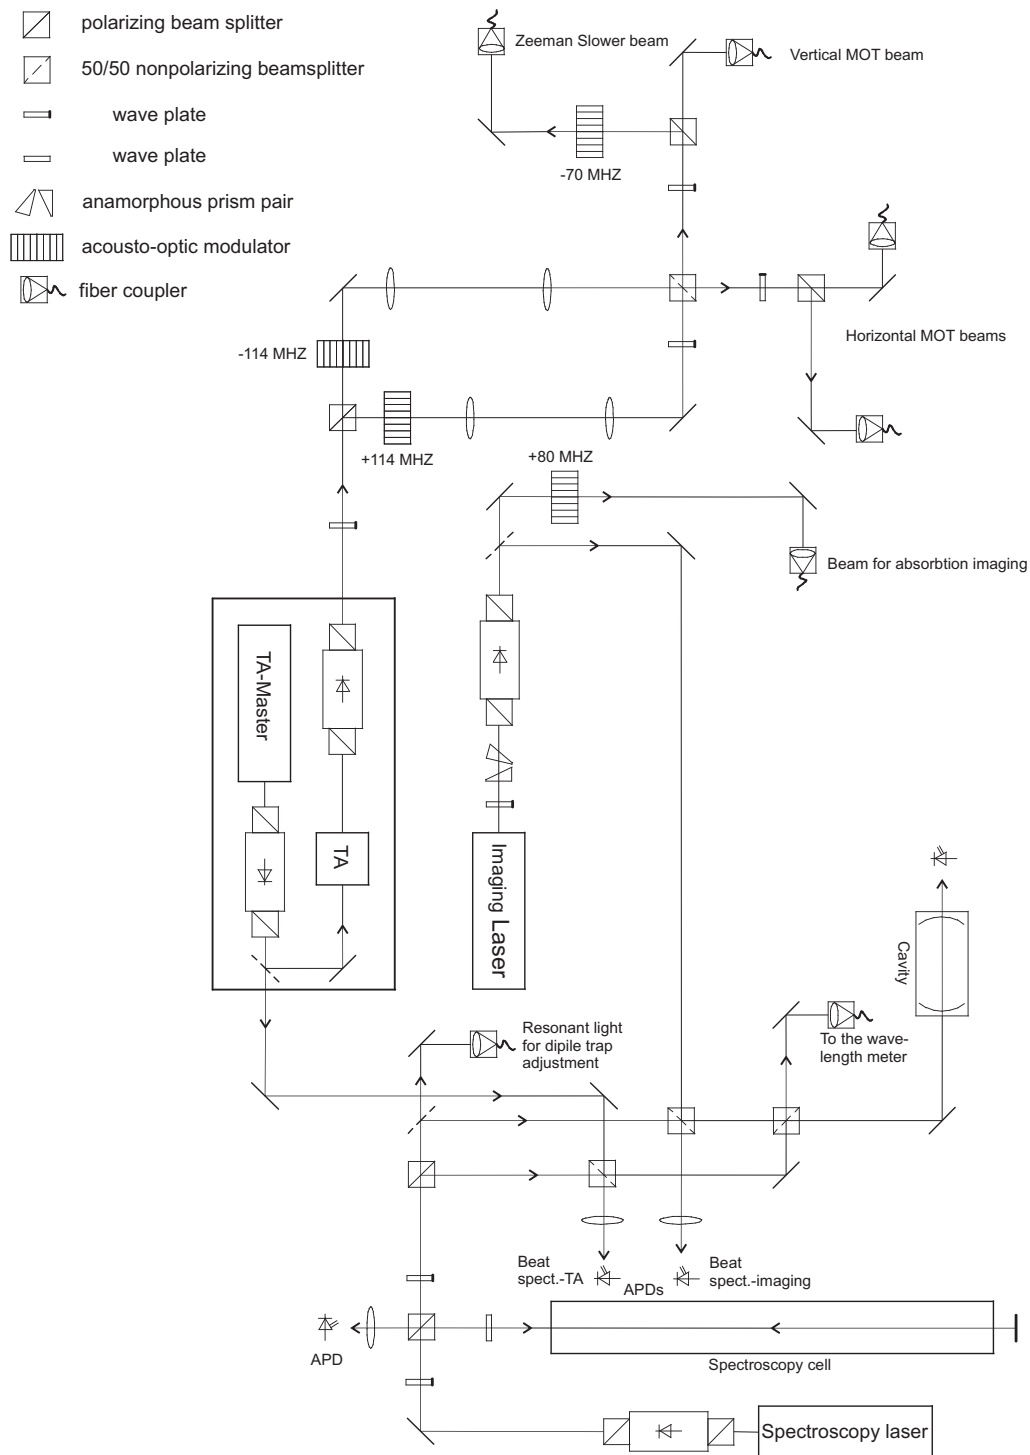 polarizing beam splitter
50/50 nonpolarizing beamsplitter
wave plate
wave plate
anamorphous prism pair
acousto-optic modulator
fiber coupler
Zeeman Slower beam
Vertical MOT beam
-70 MHZ
Horizontal MOT beams
-114 MHZ
+114 MHZ
+80 MHZ
Beam for absorbtion imaging
TA-Master
TA
Imaging Laser
Cavity
Resonant light
for dipile trap
adjustment
To the wave-
length meter
Beat
spect.-TA
APDs
Beat
spect.-imaging
APD
Spectroscopy cell
Spectroscopy laser